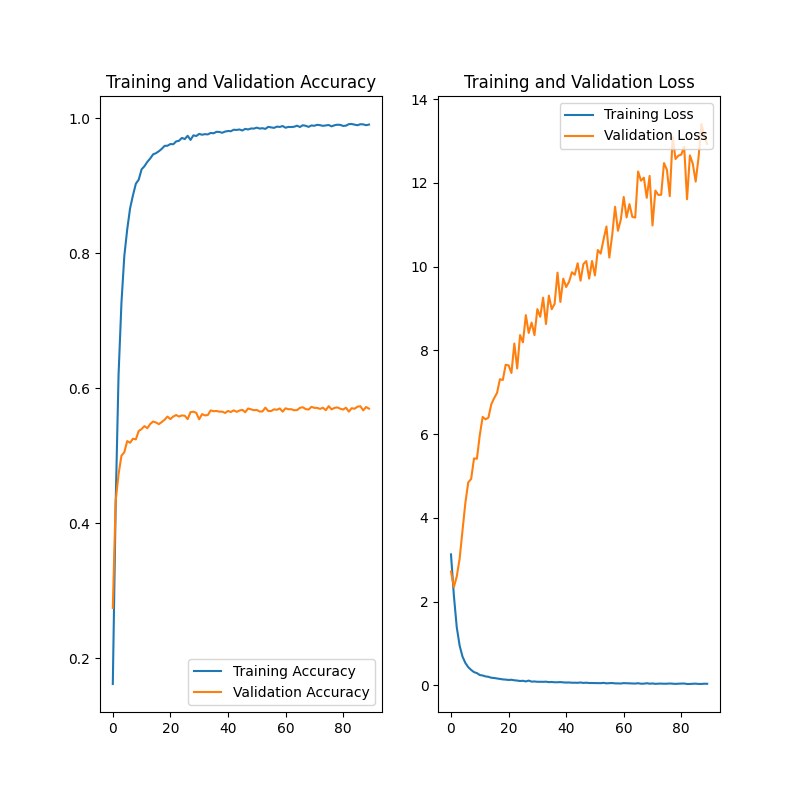 Training and Validation Accuracy
1.0
0.8
0.6
0.4
0.2
0 20 40 60 80
Training Accuracy
Validation Accuracy
Training and Validation Loss
14
12
10
8
6
4
2
0
0 20 40 60 80
Training Loss
Validation Loss